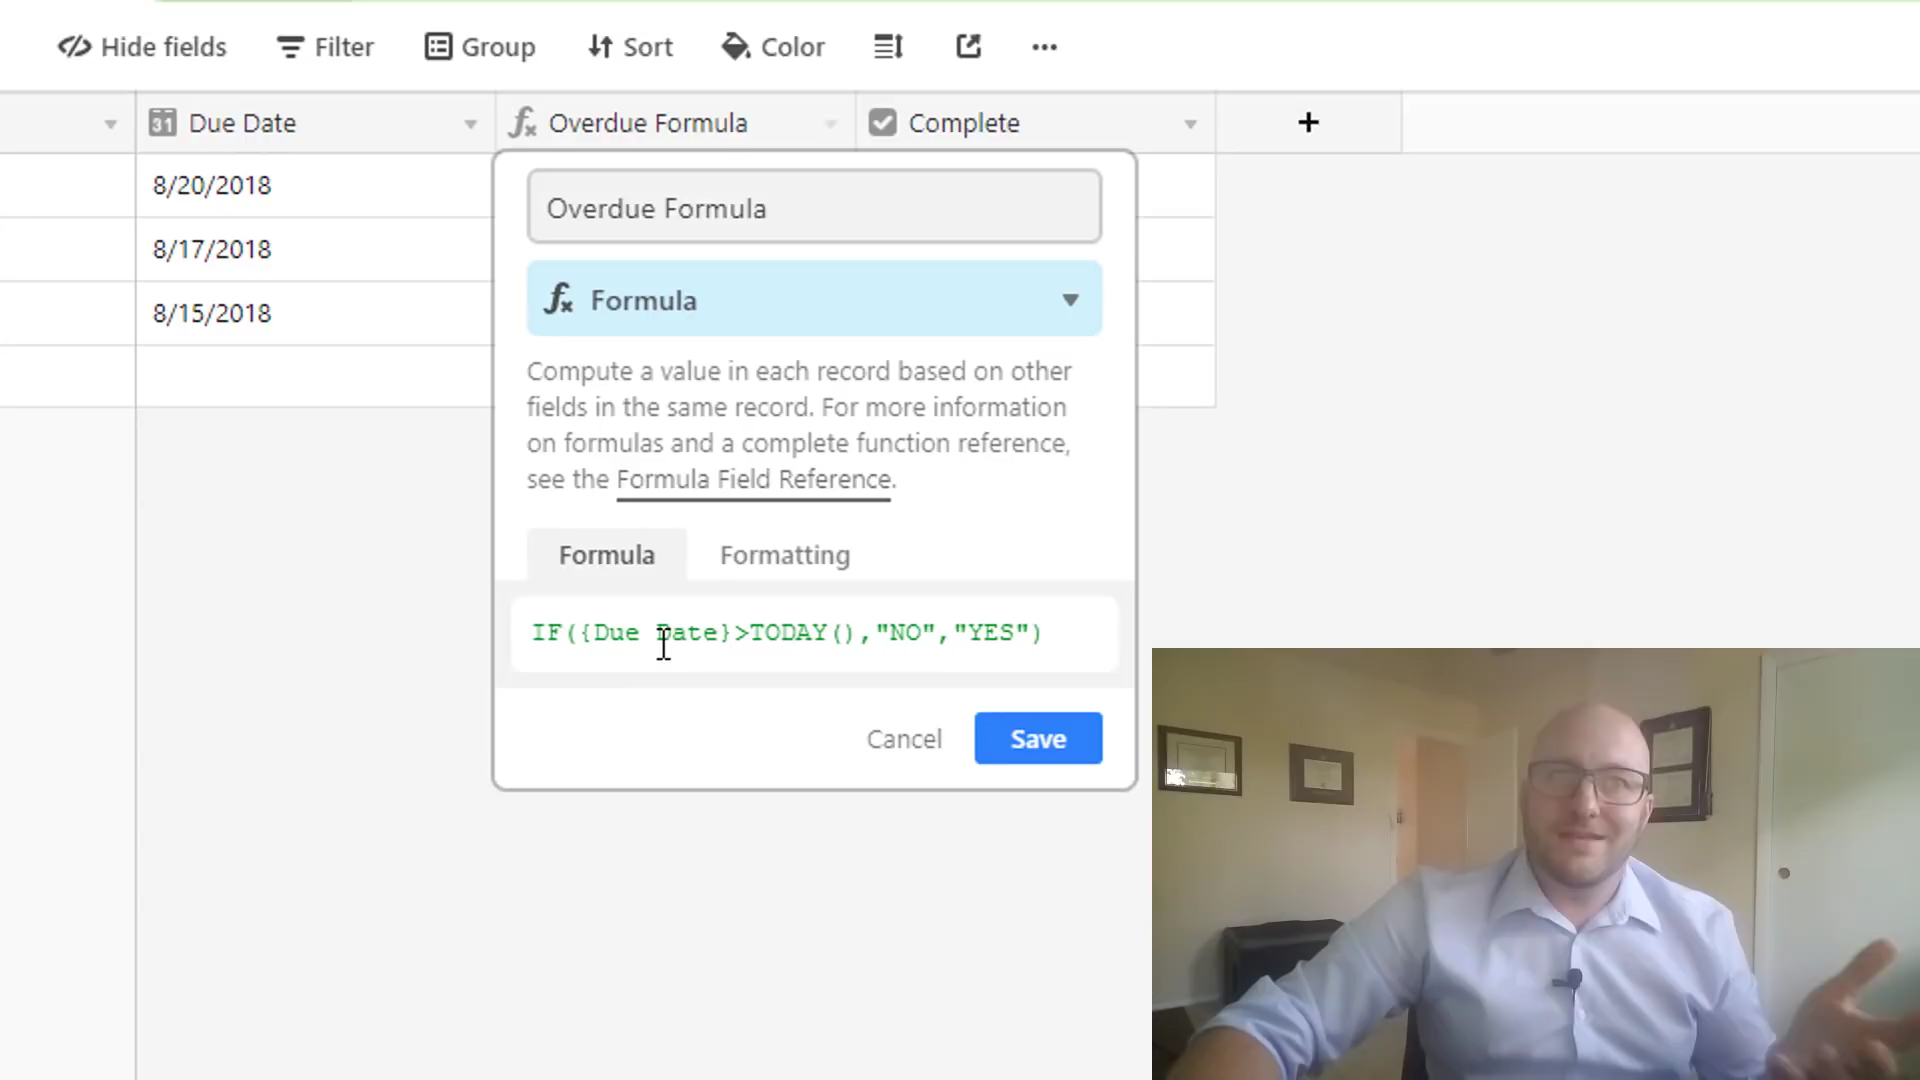 Hide fields Filter Group Sort Color
31 Due Date fx Overdue Formula Complete +
8/20/2018
8/17/2018
8/15/2018
Overdue Formula
fx Formula
Compute a value in each record based on other
fields in the same record. For more information
on formulas and a complete function reference,
see the Formula Field Reference.
Formula Formatting
IF({Due Date}>TODAY(),"NO","YES")
Cancel Save